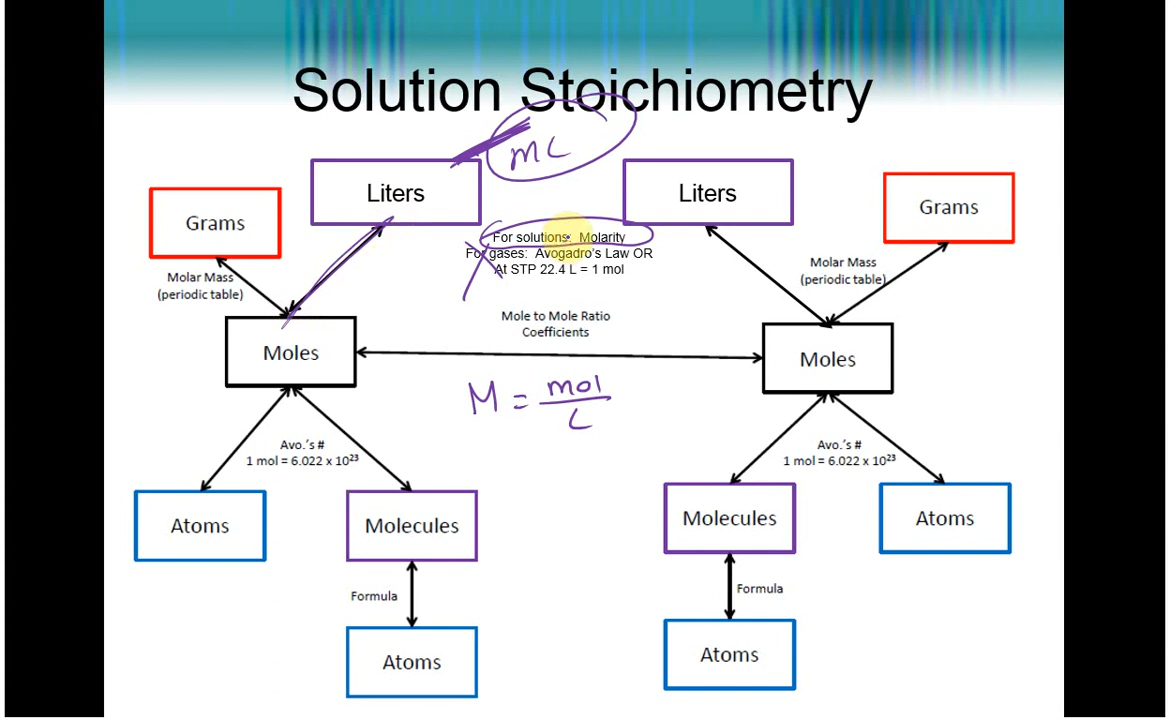 Solution Stoichiometry
mL
Liters
Liters
Grams
Grams
For solutions: Molarity
For gases: Avogadro's Law OR
At STP 22.4 L = 1 mol
Molar Mass
(periodic table)
Molar Mass
(periodic table)
Mole to Mole Ratio
Coefficients
Moles
Moles
M = mol
L
Avo.'s #
1 mol = 6.022 x 10²³
Avo.'s #
1 mol = 6.022 x 10²³
Atoms
Molecules
Molecules
Atoms
Formula
Formula
Atoms
Atoms